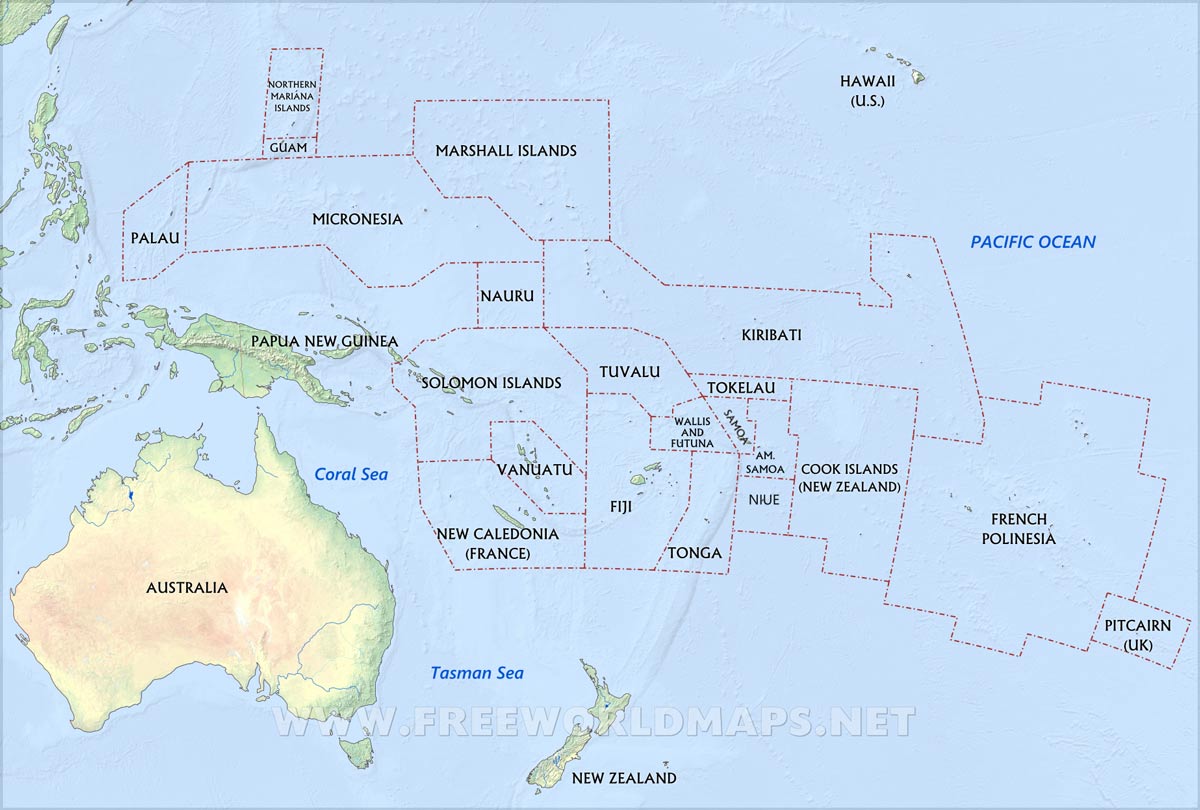 HAWAII
(U.S.)
NORTHERN
MARIANA
ISLANDS
GUAM
MARSHALL ISLANDS
MICRONESIA
PALAU
PACIFIC OCEAN
NAURU
KIRIBATI
PAPUA NEW GUINEA
SOLOMON ISLANDS
TUVALU
TOKELAU
SAMOA
WALLIS
AND
FUTUNA
AM.
SAMOA
COOK ISLANDS
(NEW ZEALAND)
VANUATU
Coral Sea
NIUE
FIJI
FRENCH
POLINESIA
NEW CALEDONIA
(FRANCE)
TONGA
AUSTRALIA
PITCAIRN
(UK)
Tasman Sea
WWW.FREEWORLDMAPS.NET
NEW ZEALAND